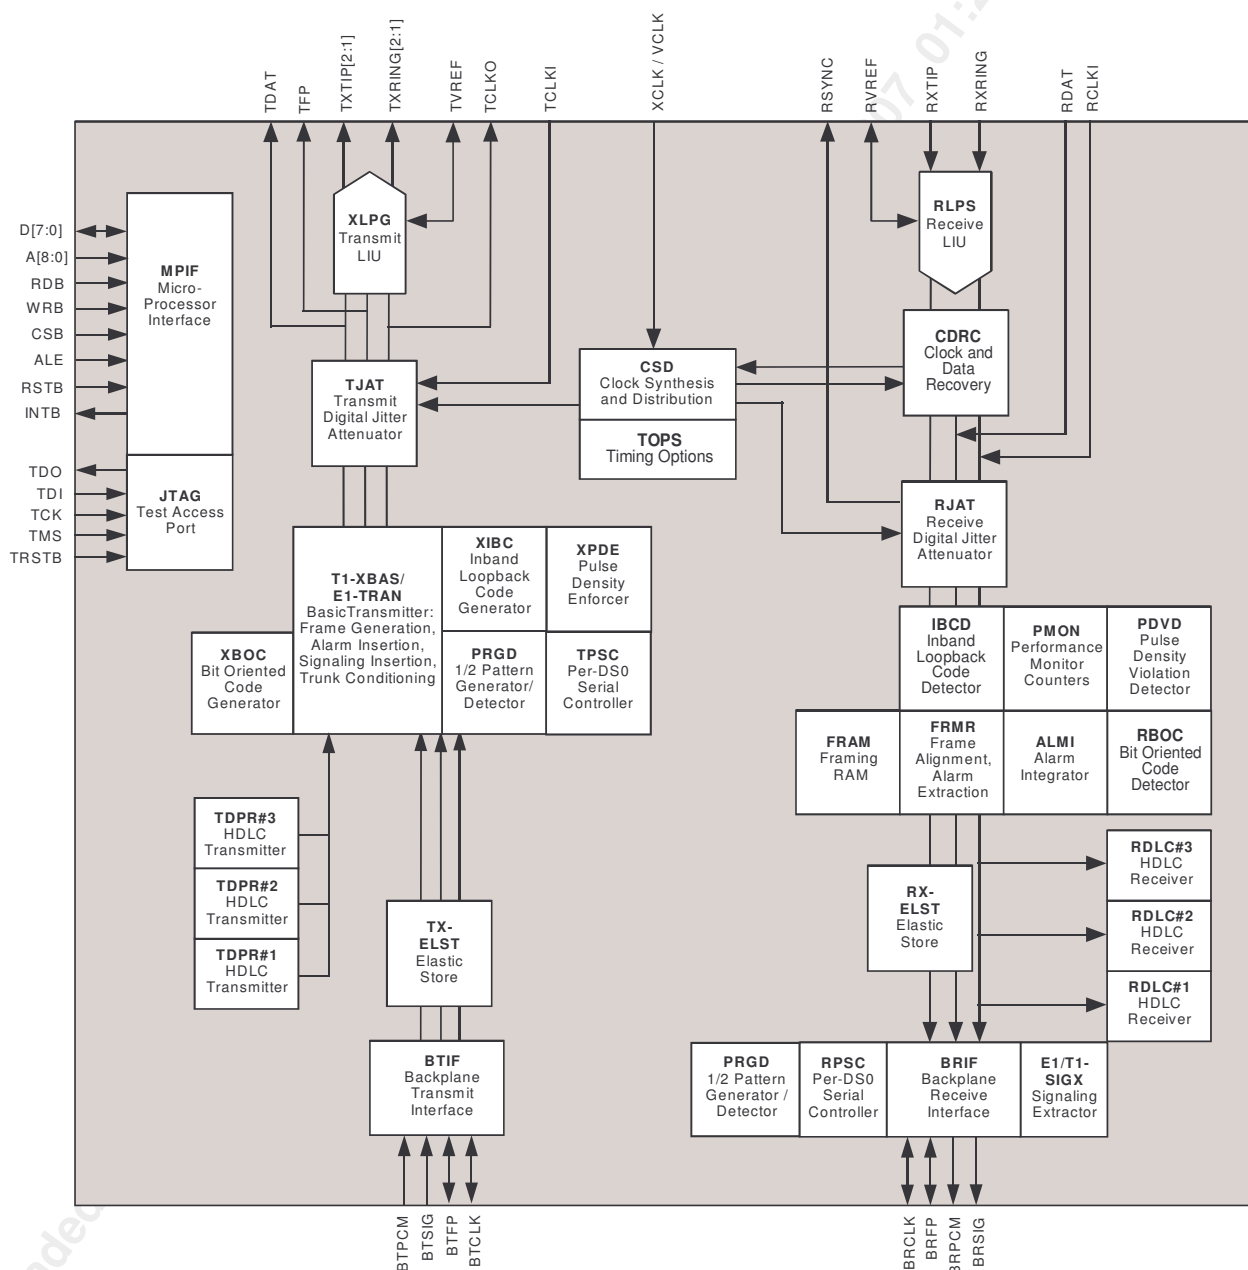 07 01:2
TDAT
TFP
TXTIP[2:1]
TXRING[2:1]
TVREF
TCLKO
TCLKI
XCLK / VCLK
RSYNC
RVREF
RXTIP
RXRING
RDAT
RCLKI
D[7:0]
A[8:0]
RDB
WRB
CSB
ALE
RSTB
INTB
TDO
TDI
TCK
TMS
TRSTB
MPIF
Micro-
Processor
Interface
JTAG
Test Access
Port
XLPG
Transmit
LIU
TJAT
Transmit
Digital Jitter
Attenuator
CSD
Clock Synthesis
and Distribution
TOPS
Timing Options
RLPS
Receive
LIU
CDRC
Clock and
Data
Recovery
RJAT
Receive
Digital Jitter
Attenuator
XBOC
Bit Oriented
Code
Generator
T1-XBAS/
E1-TRAN
BasicTransmitter:
Frame Generation,
Alarm Insertion,
Signaling Insertion,
Trunk Conditioning
XIBC
Inband
Loopback
Code
Generator
XPDE
Pulse
Density
Enforcer
PRGD
1/2 Pattern
Generator/
Detector
TPSC
Per-DS0
Serial
Controller
IBCD
Inband
Loopback
Code
Detector
PMON
Performance
Monitor
Counters
PDVD
Pulse
Density
Violation
Detector
FRAM
Framing
RAM
FRMR
Frame
Alignment,
Alarm
Extraction
ALMI
Alarm
Integrator
RBOC
Bit Oriented
Code
Detector
TDPR#3
HDLC
Transmitter
TDPR#2
HDLC
Transmitter
TDPR#1
HDLC
Transmitter
TX-
ELST
Elastic
Store
RX-
ELST
Elastic
Store
RDLC#3
HDLC
Receiver
RDLC#2
HDLC
Receiver
RDLC#1
HDLC
Receiver
BTIF
Backplane
Transmit
Interface
PRGD
1/2 Pattern
Generator /
Detector
RPSC
Per-DS0
Serial
Controller
BRIF
Backplane
Receive
Interface
E1/T1-
SIGX
Signaling
Extractor
BTPCM
BTSIG
BTFP
BTCLK
BRCLK
BRFP
BRPCM
BRSIG